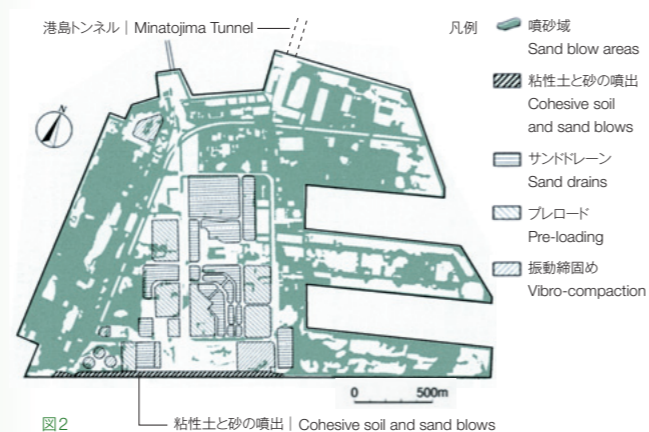 港島トンネル | Minatojima Tunnel
凡例
噴砂域
Sand blow areas
粘性土と砂の噴出
Cohesive soil
and sand blows
サンドドレーン
Sand drains
プレロード
Pre-loading
振動締固め
Vibro-compaction
N
0 500m
図2
粘性土と砂の噴出 | Cohesive soil and sand blows